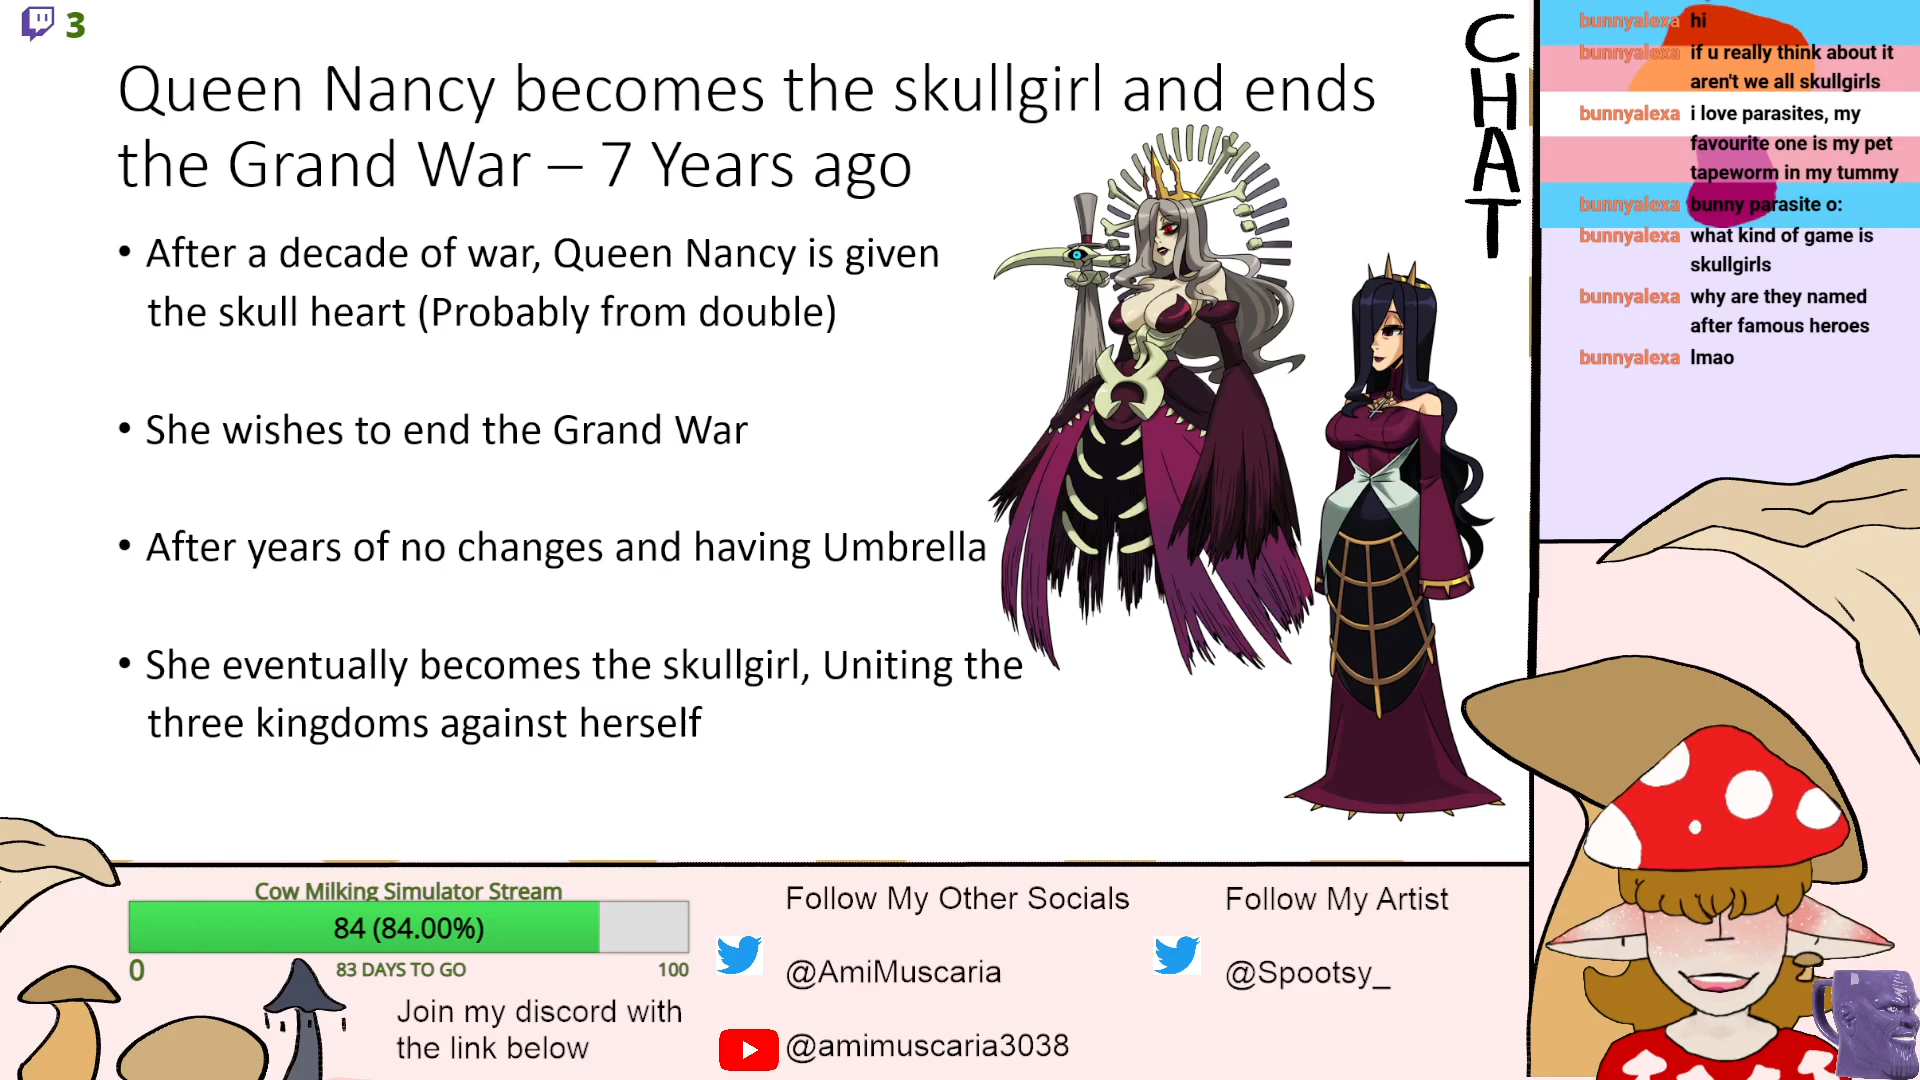 3
Queen Nancy becomes the skullgirl and ends
the Grand War – 7 Years ago
• After a decade of war, Queen Nancy is given
the skull heart (Probably from double)
• She wishes to end the Grand War
• After years of no changes and having Umbrella
• She eventually becomes the skullgirl, Uniting the
three kingdoms against herself
CHAT
bunnyalexa hi
bunnyalexa if u really think about it
aren't we all skullgirls
bunnyalexa i love parasites, my
favourite one is my pet
tapeworm in my tummy
bunnyalexa bunny parasite o:
bunnyalexa what kind of game is
skullgirls
bunnyalexa why are they named
after famous heroes
bunnyalexa lmao
Cow Milking Simulator Stream
84 (84.00%)
0 83 DAYS TO GO 100
Join my discord with
the link below
Follow My Other Socials
@AmiMuscaria
@amimuscaria3038
Follow My Artist
@Spootsy_